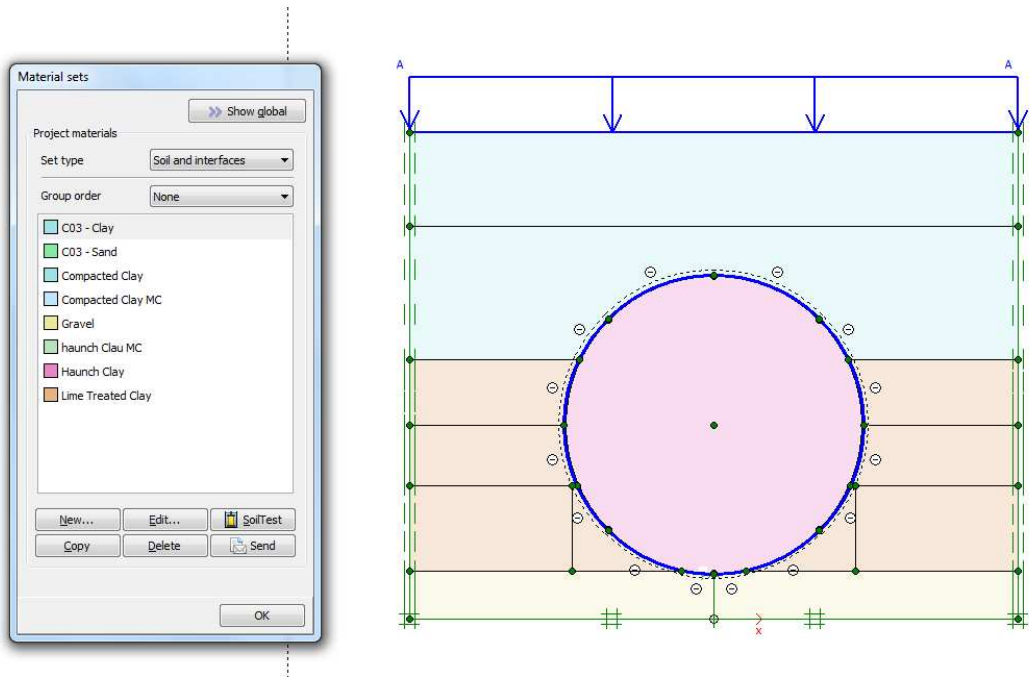 Material sets
Show global
Project materials
Set type
Soil and interfaces
Group order
None
C03 - Clay
C03 - Sand
Compacted Clay
Compacted Clay MC
Gravel
haunch Clau MC
Haunch Clay
Lime Treated Clay
New...
Edit...
SoilTest
Copy
Delete
Send
OK
A
A
x